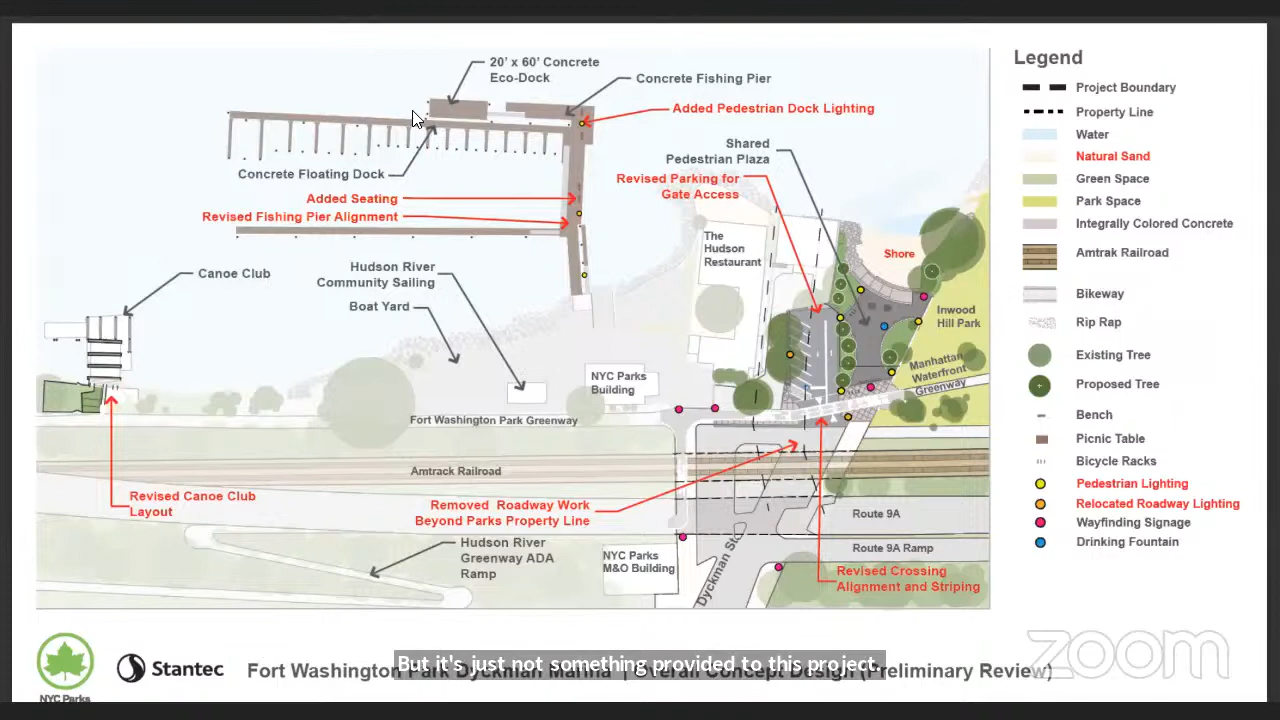 20' x 60' Concrete
Eco-Dock
Concrete Fishing Pier
Added Pedestrian Dock Lighting
Shared
Pedestrian Plaza
Revised Parking for
Gate Access
Concrete Floating Dock
Added Seating
Revised Fishing Pier Alignment
The
Hudson
Restaurant
Shore
Canoe Club
Hudson River
Community Sailing
Boat Yard
Inwood
Hill Park
Manhattan
Waterfront
Greenway
NYC Parks
Building
Fort Washington Park Greenway
Amtrack Railroad
Revised Canoe Club
Layout
Removed Roadway Work
Beyond Parks Property Line
Route 9A
Route 9A Ramp
Hudson River
Greenway ADA
Ramp
NYC Parks
M&O Building
Dyckman St.
Revised Crossing
Alignment and Striping
Legend
Project Boundary
Property Line
Water
Natural Sand
Green Space
Park Space
Integrally Colored Concrete
Amtrak Railroad
Bikeway
Rip Rap
Existing Tree
Proposed Tree
Bench
Picnic Table
Bicycle Racks
Pedestrian Lighting
Relocated Roadway Lighting
Wayfinding Signage
Drinking Fountain
NYC Parks
Stantec
Fort Washington Park Dyckman Marina | Overall Concept Design (Preliminary Review)
But it's just not something provided to this project.
zoom